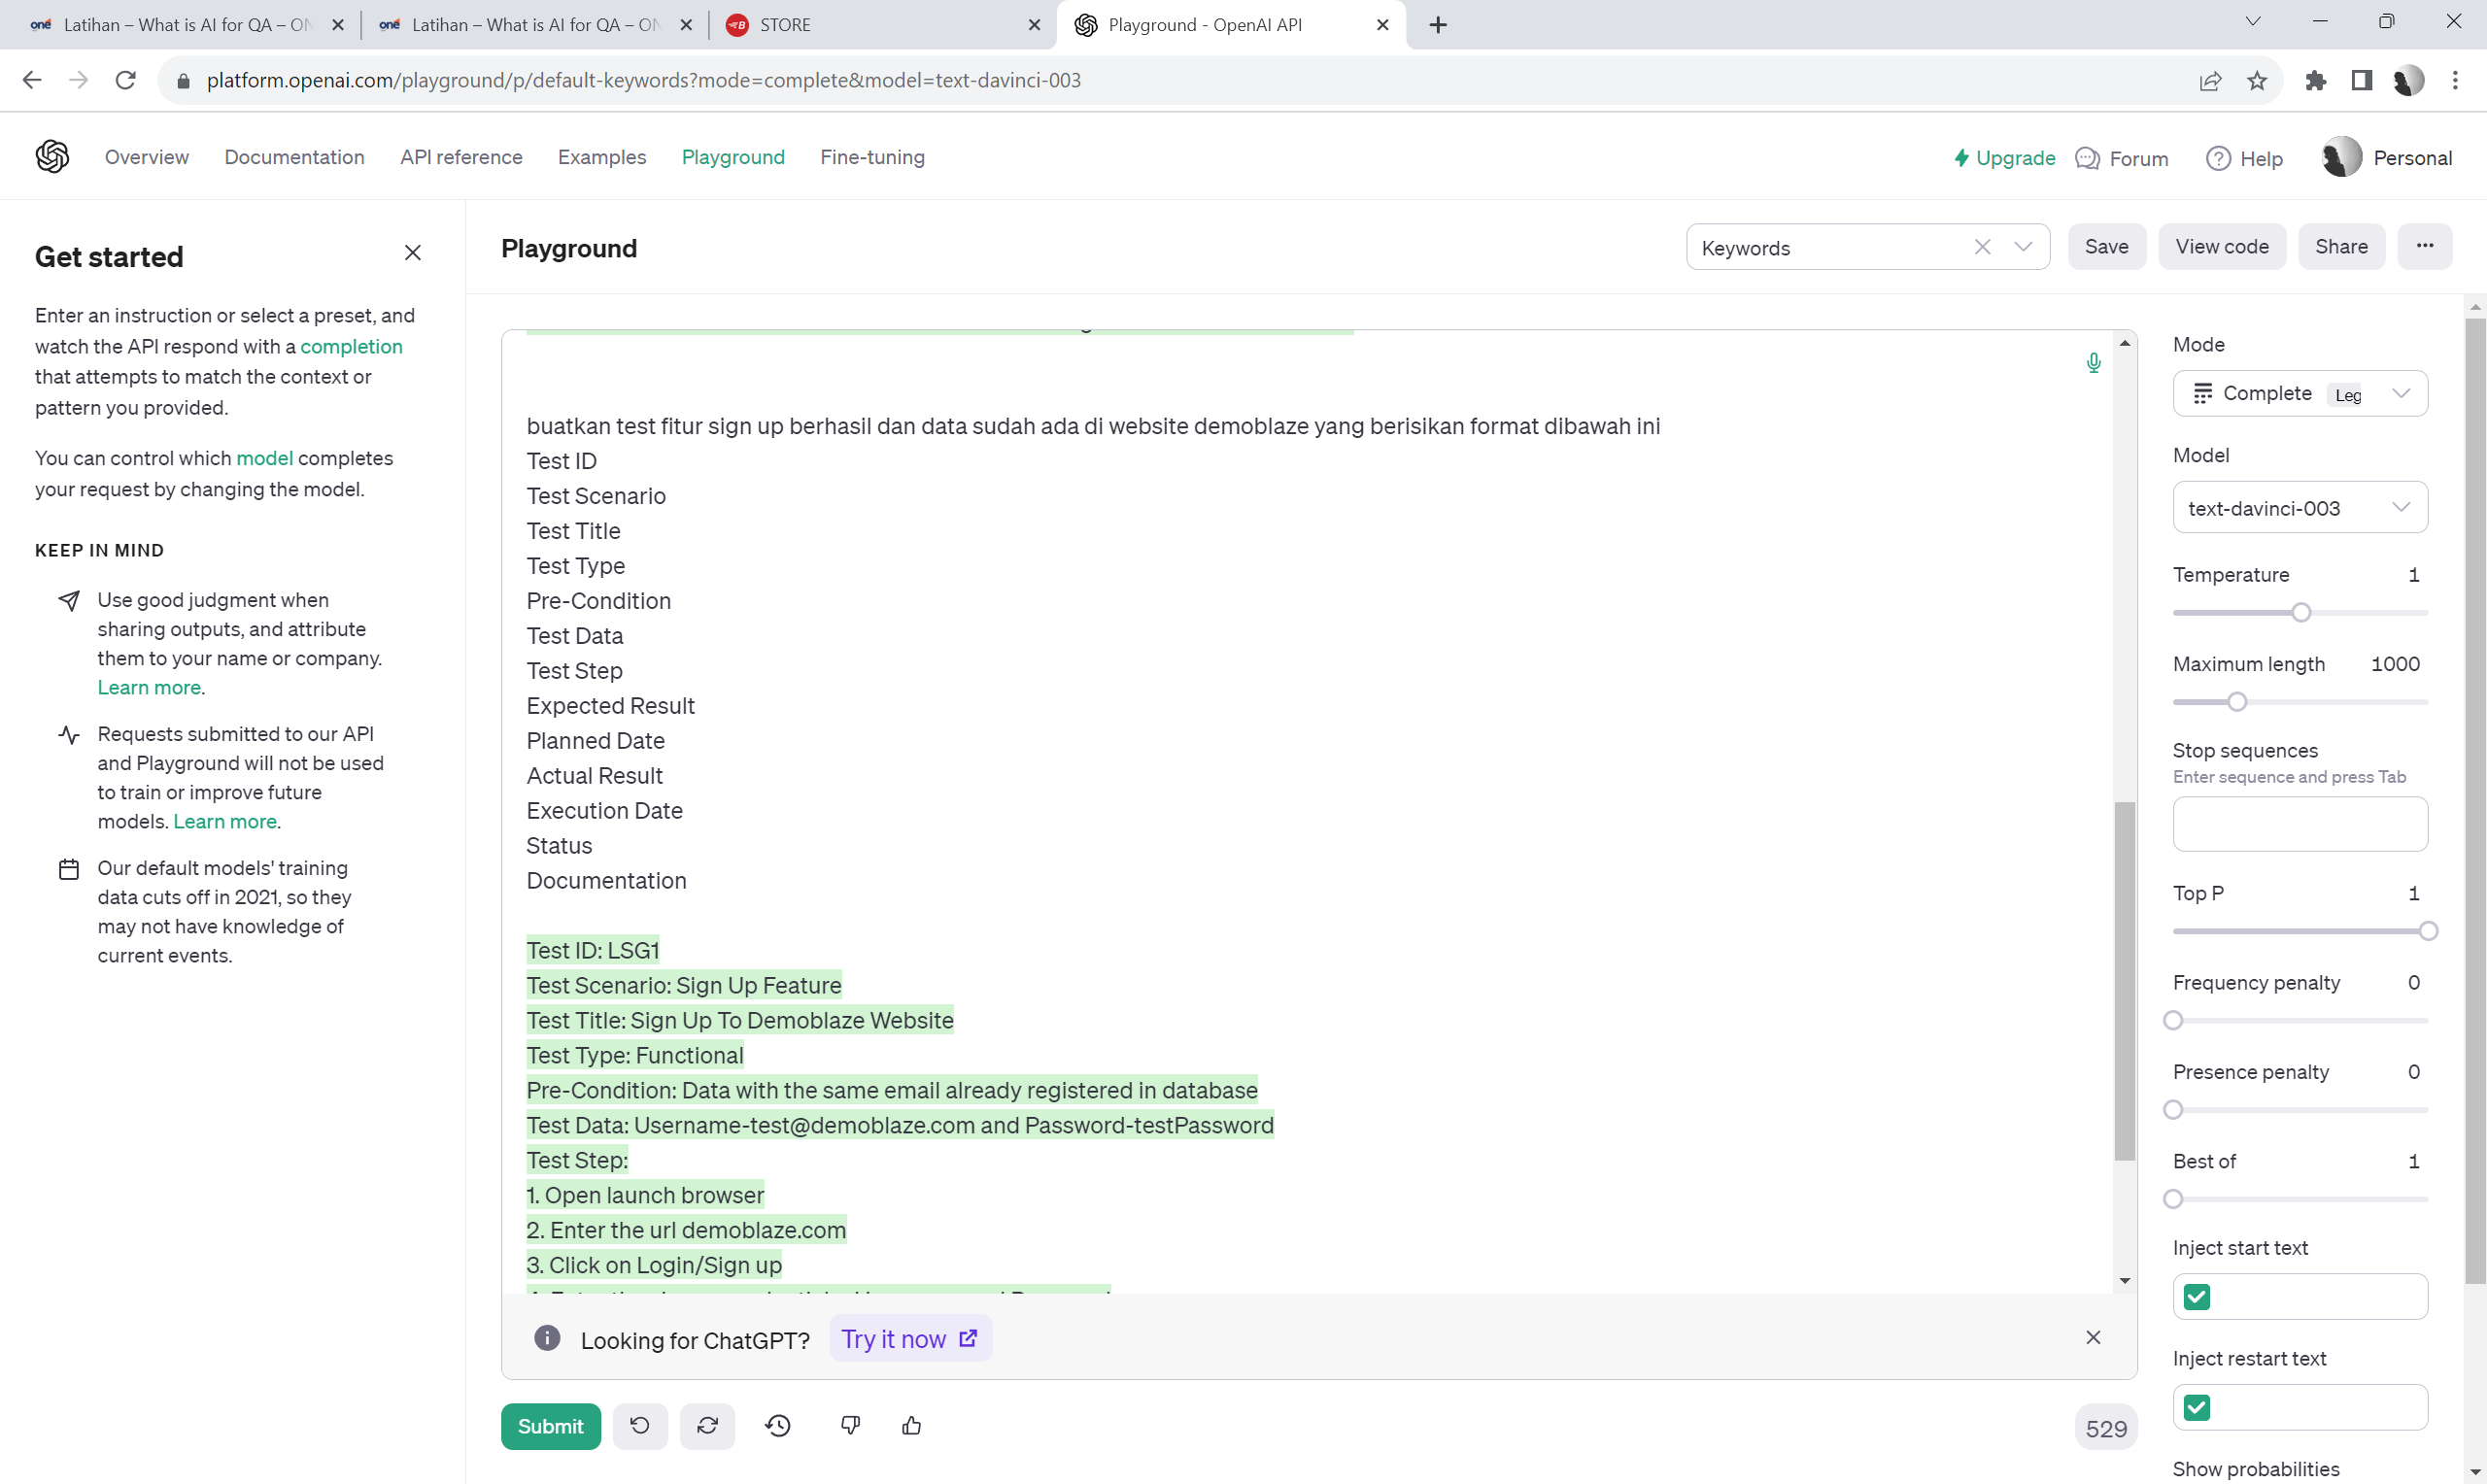 one Latihan – What is AI for QA – ON
one Latihan – What is AI for QA – ON
STORE
Playground - OpenAI API
platform.openai.com/playground/p/default-keywords?mode=complete&model=text-davinci-003
Overview
Documentation
API reference
Examples
Playground
Fine-tuning
Upgrade
Forum
Help
Personal
Get started
Enter an instruction or select a preset, and
watch the API respond with a completion
that attempts to match the context or
pattern you provided.
You can control which model completes
your request by changing the model.
KEEP IN MIND
Use good judgment when
sharing outputs, and attribute
them to your name or company.
Learn more.
Requests submitted to our API
and Playground will not be used
to train or improve future
models. Learn more.
Our default models' training
data cuts off in 2021, so they
may not have knowledge of
current events.
Playground
Keywords
Save
View code
Share
buatkan test fitur sign up berhasil dan data sudah ada di website demoblaze yang berisikan format dibawah ini
Test ID
Test Scenario
Test Title
Test Type
Pre-Condition
Test Data
Test Step
Expected Result
Planned Date
Actual Result
Execution Date
Status
Documentation
Test ID: LSG1
Test Scenario: Sign Up Feature
Test Title: Sign Up To Demoblaze Website
Test Type: Functional
Pre-Condition: Data with the same email already registered in database
Test Data: Username-test@demoblaze.com and Password-testPassword
Test Step:
1. Open launch browser
2. Enter the url demoblaze.com
3. Click on Login/Sign up
Looking for ChatGPT?
Try it now
Submit
529
Mode
Complete Leg
Model
text-davinci-003
Temperature 1
Maximum length 1000
Stop sequences
Enter sequence and press Tab
Top P 1
Frequency penalty 0
Presence penalty 0
Best of 1
Inject start text
Inject restart text
Show probabilities